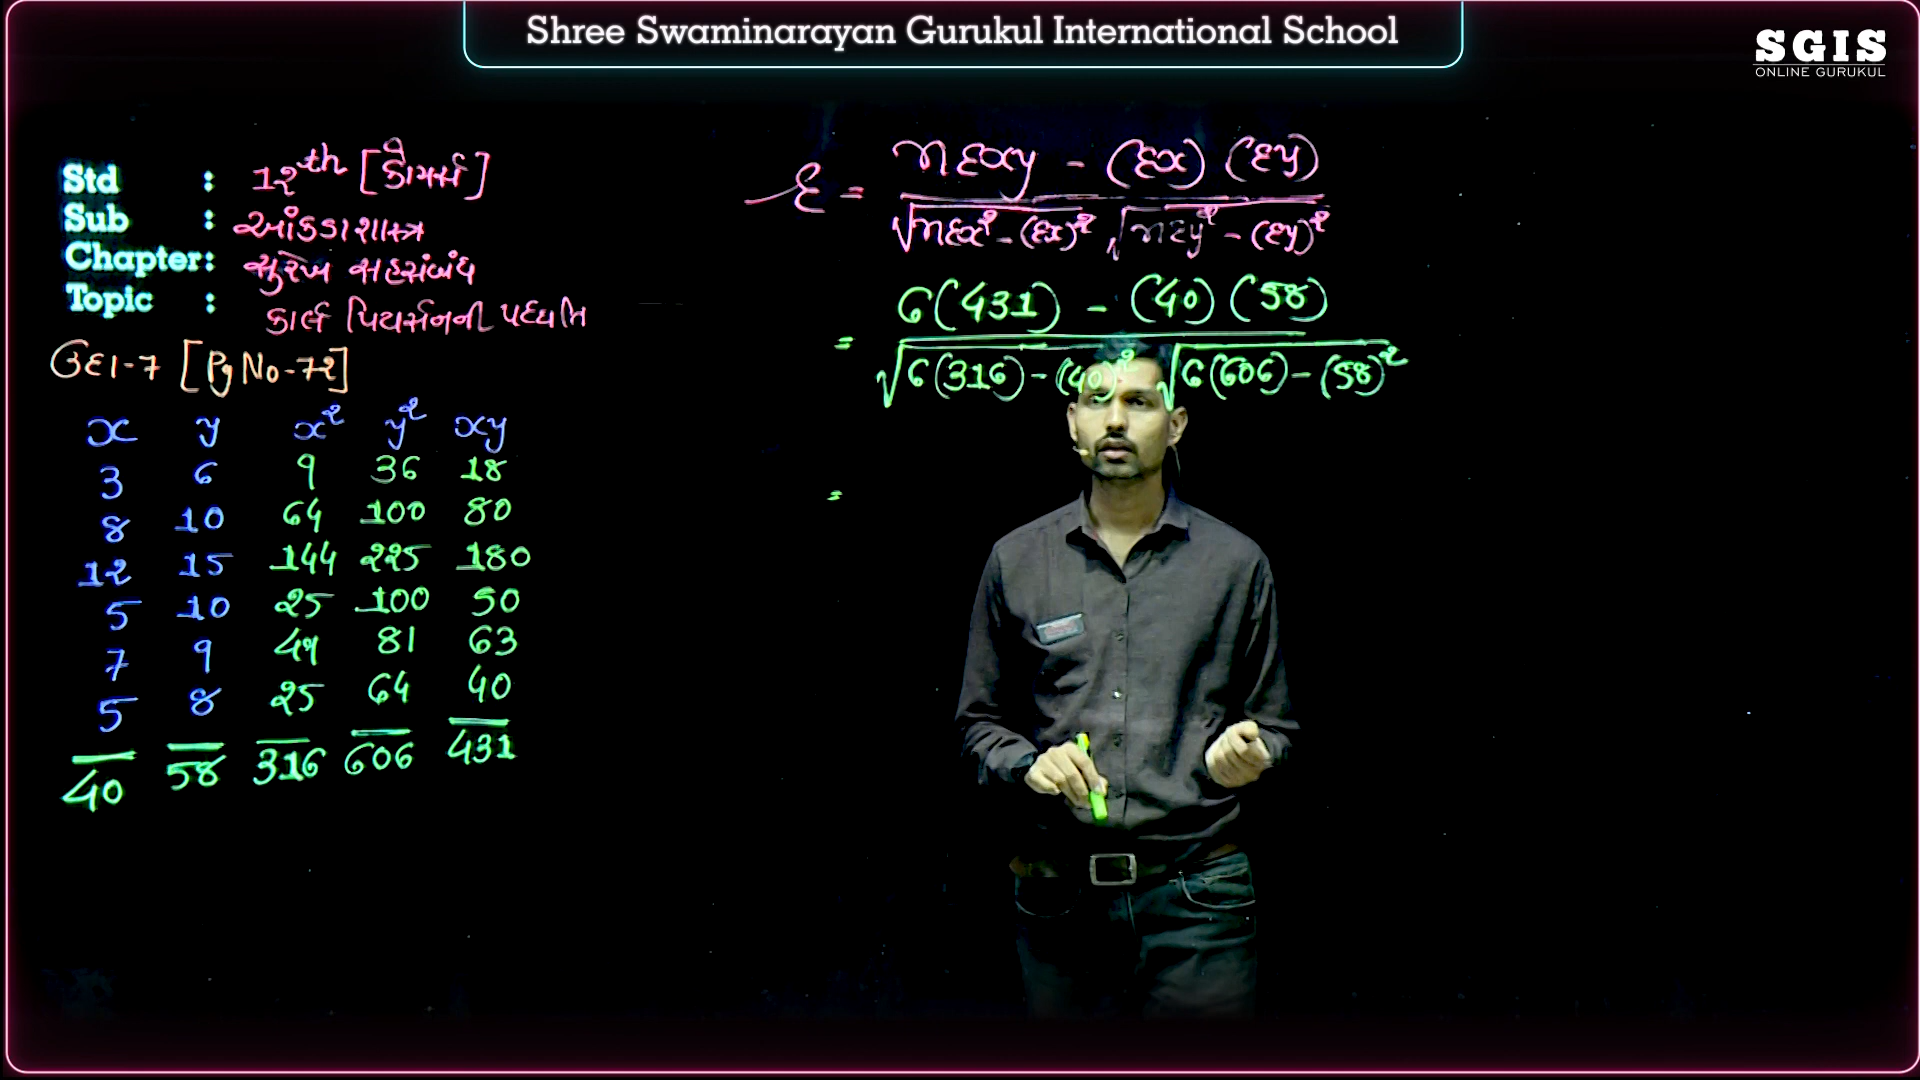 Shree Swaminarayan Gurukul International School
SGIS
ONLINE GURUKUL
Std : 12th [કોમર્સ]
Sub : આંકડાશાસ્ત્ર
Chapter: સુરેખ સહસંબંધ
Topic : કાર્લ પિયર્સનની પદ્ધતિ
ઉદા-7 [Pg No-72]
x y x² y² xy
3 6 9 36 18
8 10 64 100 80
12 15 144 225 180
5 10 25 100 50
7 9 49 81 63
5 8 25 64 40
40 58 316 606 431
r = nΣxy - (Σx) (Σy)
√nΣx² - (Σx)² √nΣy² - (Σy)²
= 6(431) - (40) (58)
√6(316) - (40)² √6(606) - (58)²
=